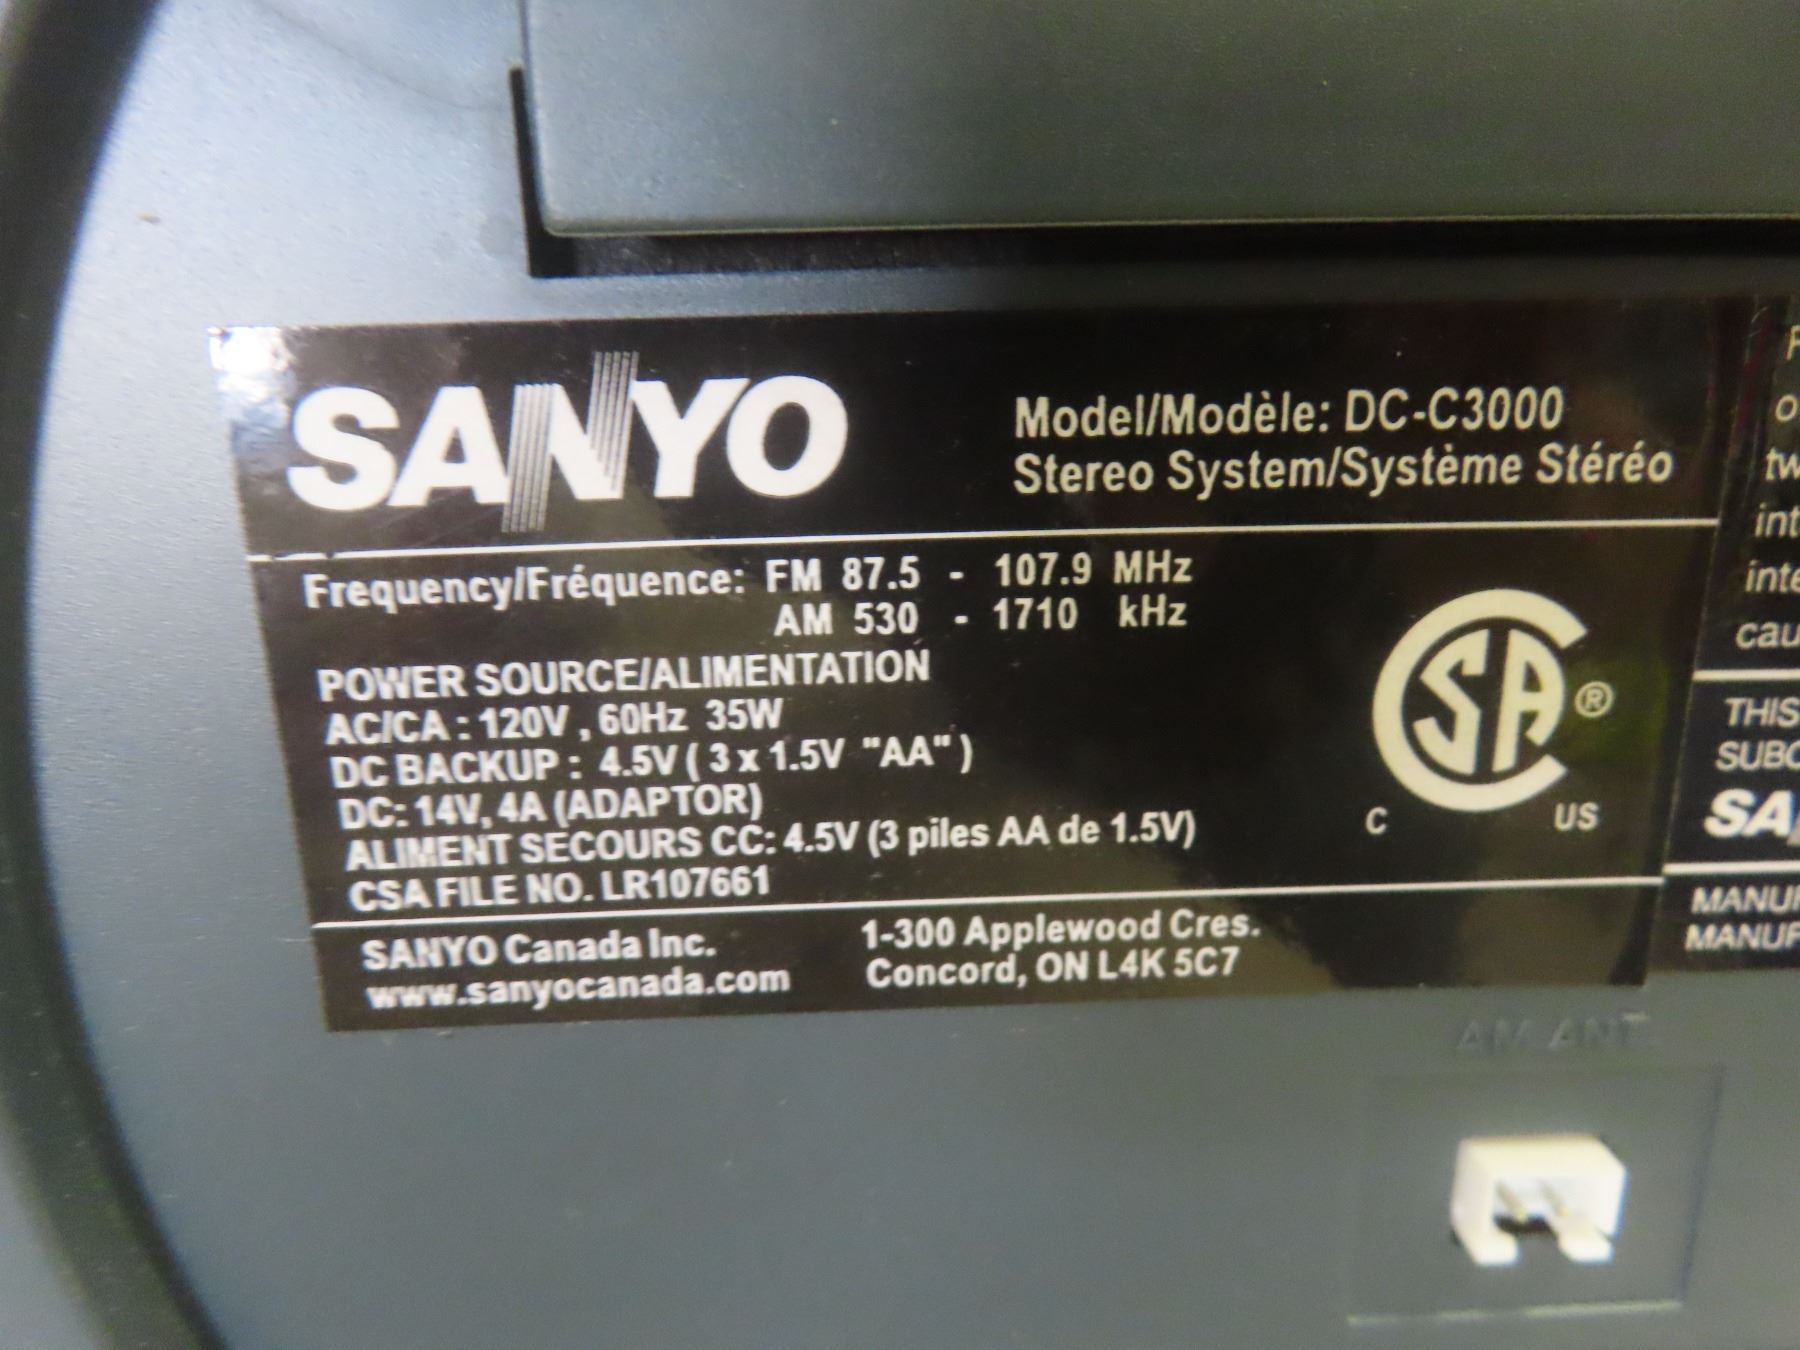 SANYO
Model/Modèle: DC-C3000
Stereo System/Système Stéréo
Frequency/Fréquence: FM 87.5 - 107.9 MHz
AM 530 - 1710 kHz
POWER SOURCE/ALIMENTATION
AC/CA : 120V , 60Hz 35W
DC BACKUP : 4.5V ( 3 x 1.5V "AA" )
DC: 14V, 4A (ADAPTOR)
ALIMENT SECOURS CC: 4.5V (3 piles AA de 1.5V)
CSA FILE NO. LR107661
CSA ®
C US
SANYO Canada Inc.
www.sanyocanada.com
1-300 Applewood Cres.
Concord, ON L4K 5C7
THIS
AM ANT.